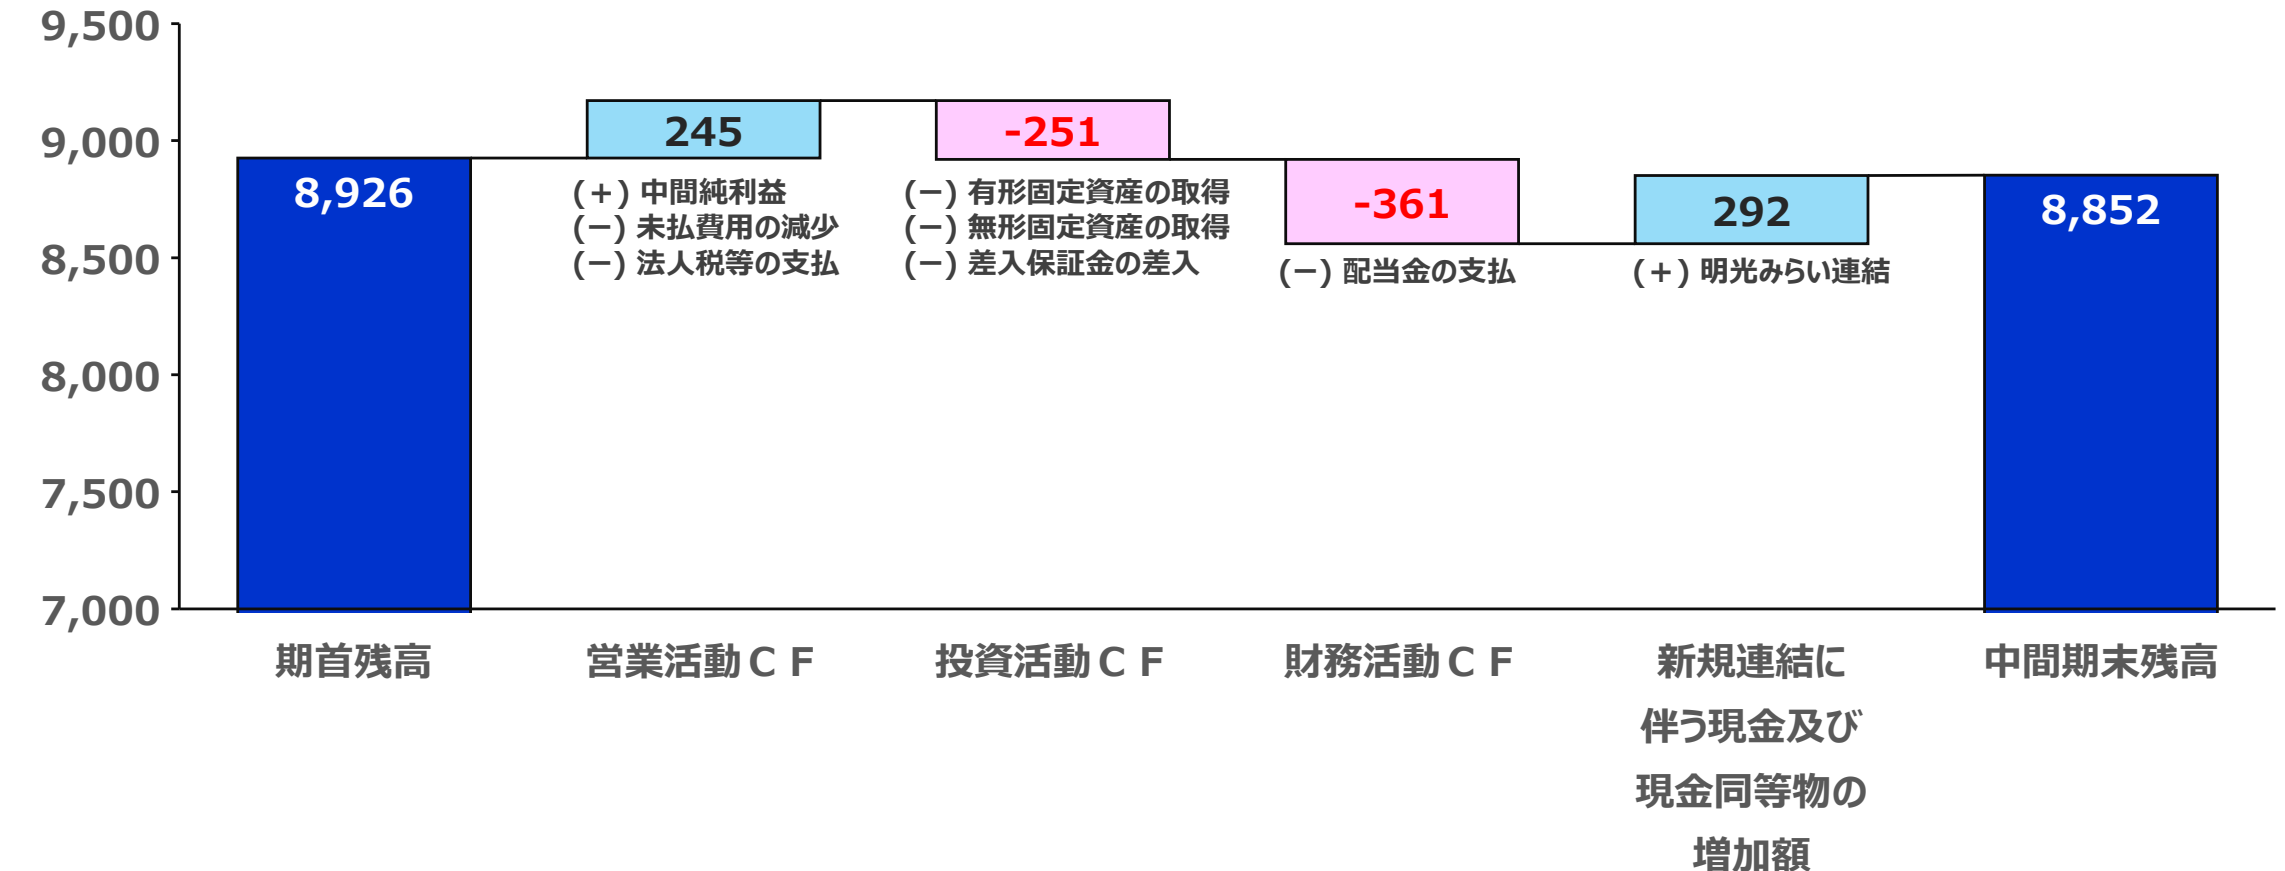 9,500
9,000
8,500
8,000
7,500
7,000
8,926
245
-251
-361
292
8,852
(+) 中間純利益
(-) 未払費用の減少
(-) 法人税等の支払
(-) 有形固定資産の取得
(-) 無形固定資産の取得
(-) 差入保証金の差入
(-) 配当金の支払
(+) 明光みらい連結
期首残高
営業活動CF
投資活動CF
財務活動CF
新規連結に
伴う現金及び
現金同等物の
増加額
中間期末残高